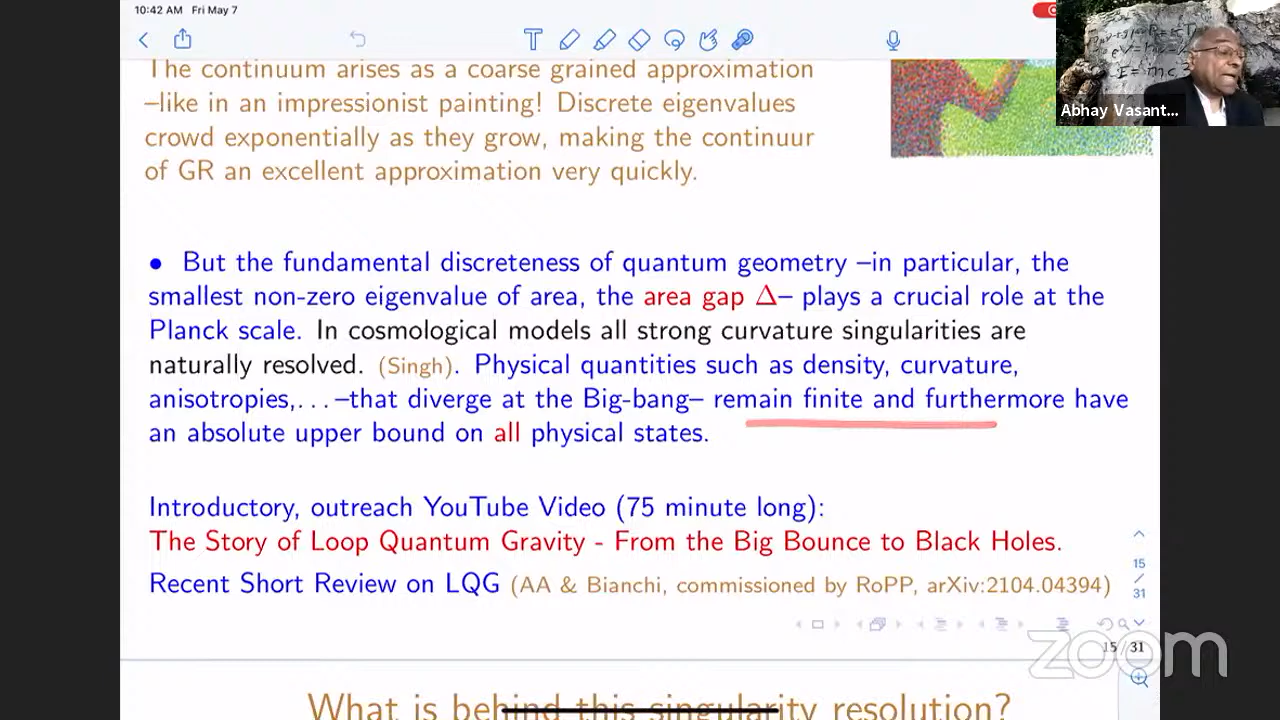 10:42 AM Fri May 7
The continuum arises as a coarse grained approximation
–like in an impressionist painting! Discrete eigenvalues
crowd exponentially as they grow, making the continuur
of GR an excellent approximation very quickly.
Abhay Vasant...
• But the fundamental discreteness of quantum geometry –in particular, the
smallest non-zero eigenvalue of area, the area gap Δ– plays a crucial role at the
Planck scale. In cosmological models all strong curvature singularities are
naturally resolved. (Singh). Physical quantities such as density, curvature,
anisotropies,... –that diverge at the Big-bang– remain finite and furthermore have
an absolute upper bound on all physical states.
Introductory, outreach YouTube Video (75 minute long):
The Story of Loop Quantum Gravity - From the Big Bounce to Black Holes.
Recent Short Review on LQG (AA & Bianchi, commissioned by RoPP, arXiv:2104.04394)
15
/
31
15 / 31
zoom
What is behind this singularity resolution?